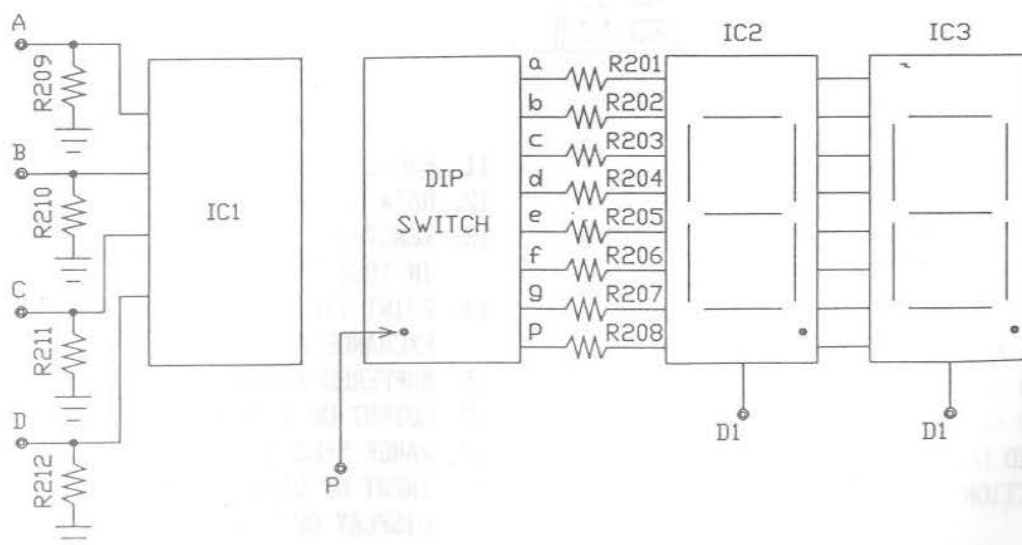 A
R209
B
R210
C
R211
D
R212
IC1
DIP
SWITCH
P
a
b
c
d
e
f
g
P
R201
R202
R203
R204
R205
R206
R207
R208
IC2
IC3
D1
D1